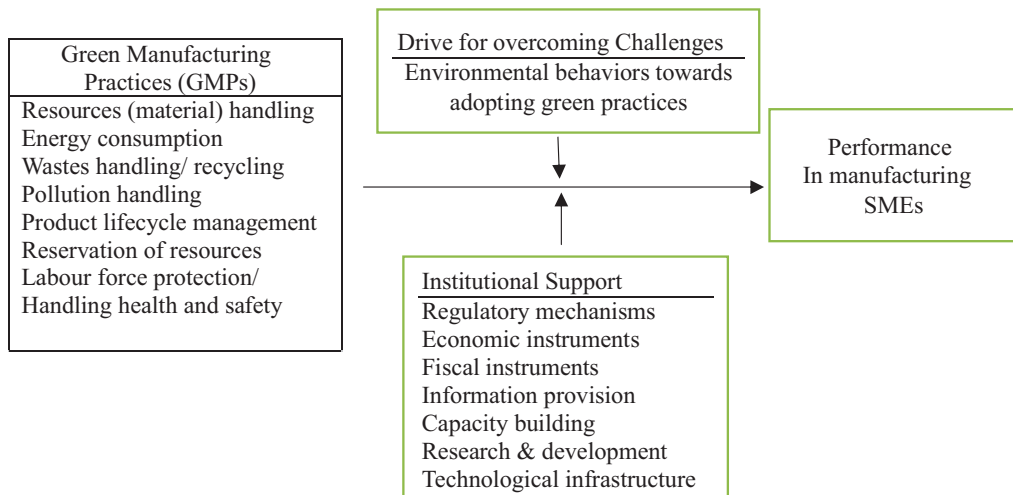 Green Manufacturing
Practices (GMPs)
Resources (material) handling
Energy consumption
Wastes handling/ recycling
Pollution handling
Product lifecycle management
Reservation of resources
Labour force protection/
Handling health and safety
Drive for overcoming Challenges
Environmental behaviors towards
adopting green practices
Institutional Support
Regulatory mechanisms
Economic instruments
Fiscal instruments
Information provision
Capacity building
Research & development
Technological infrastructure
Performance
In manufacturing
SMEs